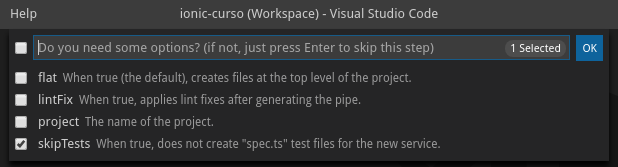 Help ionic-curso (Workspace) - Visual Studio Code
Do you need some options? (if not, just press Enter to skip this step) 1 Selected OK
flat When true (the default), creates files at the top level of the project.
lintFix When true, applies lint fixes after generating the pipe.
project The name of the project.
skipTests When true, does not create "spec.ts" test files for the new service.